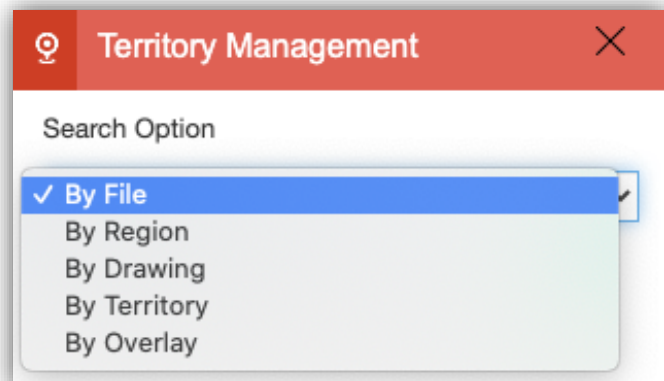 Territory Management
Search Option
By File
By Region
By Drawing
By Territory
By Overlay